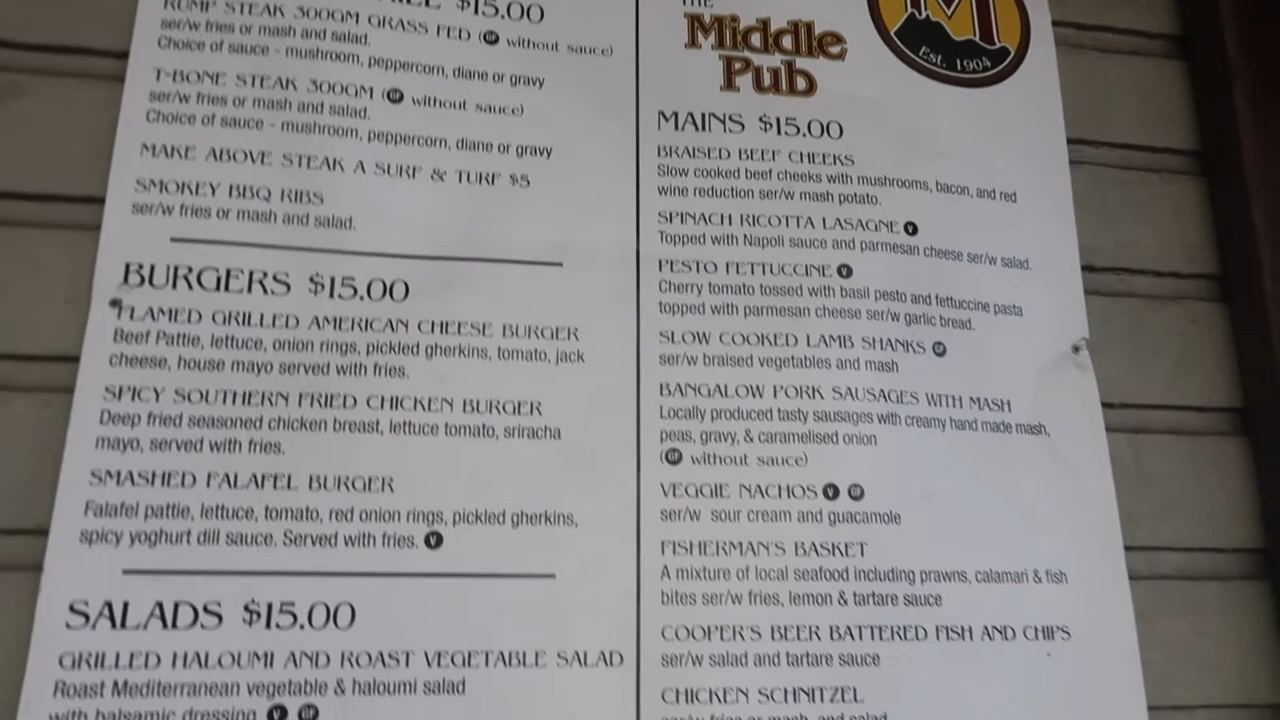 $15.00
RUMP STEAK 300GM GRASS FED (GF without sauce)
ser/w fries or mash and salad.
Choice of sauce - mushroom, peppercorn, diane or gravy
T-BONE STEAK 300GM (GF without sauce)
ser/w fries or mash and salad.
Choice of sauce - mushroom, peppercorn, diane or gravy
MAKE ABOVE STEAK A SURF & TURF $5
SMOKEY BBQ RIBS
ser/w fries or mash and salad.
BURGERS $15.00
FLAMED GRILLED AMERICAN CHEESE BURGER
Beef Pattie, lettuce, onion rings, pickled gherkins, tomato, jack
cheese, house mayo served with fries.
SPICY SOUTHERN FRIED CHICKEN BURGER
Deep fried seasoned chicken breast, lettuce tomato, sriracha
mayo, served with fries.
SMASHED FALAFEL BURGER
Falafel pattie, lettuce, tomato, red onion rings, pickled gherkins,
spicy yoghurt dill sauce. Served with fries. V
SALADS $15.00
GRILLED HALOUMI AND ROAST VEGETABLE SALAD
Roast Mediterranean vegetable & haloumi salad
with balsamic dressing V GF
THE
Middle
Pub
M
Est. 1904
MAINS $15.00
BRAISED BEEF CHEEKS
Slow cooked beef cheeks with mushrooms, bacon, and red
wine reduction ser/w mash potato.
SPINACH RICOTTA LASAGNE V
Topped with Napoli sauce and parmesan cheese ser/w salad.
PESTO FETTUCCINE V
Cherry tomato tossed with basil pesto and fettuccine pasta
topped with parmesan cheese ser/w garlic bread.
SLOW COOKED LAMB SHANKS GF
ser/w braised vegetables and mash
BANGALOW PORK SAUSAGES WITH MASH
Locally produced tasty sausages with creamy hand made mash,
peas, gravy, & caramelised onion
(GF without sauce)
VEGGIE NACHOS V GF
ser/w sour cream and guacamole
FISHERMAN'S BASKET
A mixture of local seafood including prawns, calamari & fish
bites ser/w fries, lemon & tartare sauce
COOPER'S BEER BATTERED FISH AND CHIPS
ser/w salad and tartare sauce
CHICKEN SCHNITZEL
ser/w fries or mash, and salad